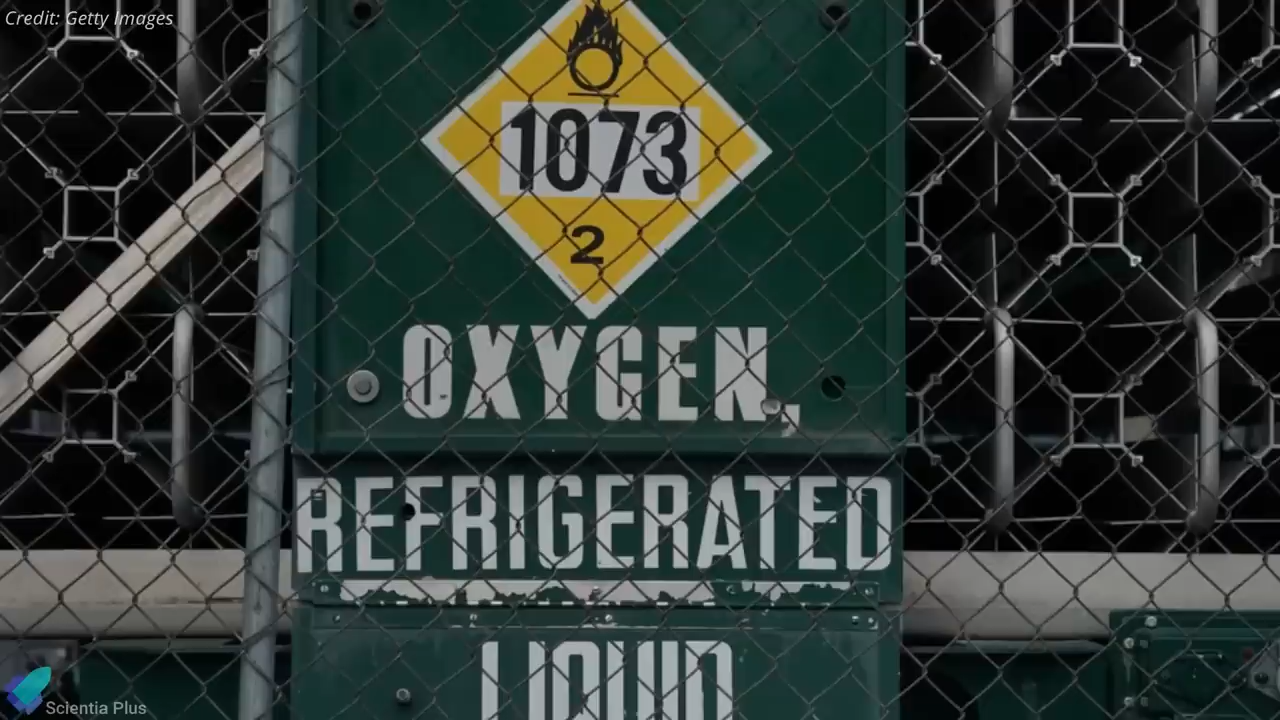 Credit: Getty Images
1073
2
OXYGEN,
REFRIGERATED
LIQUID
Scientia Plus